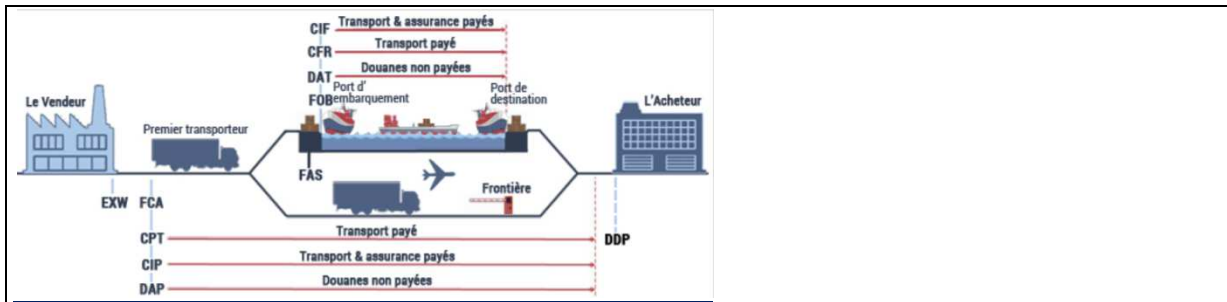 CIF Transport & assurance payés
CFR Transport payé
DAT Douanes non payées
FOB Port d'
embarquement
Port de
destination
Le Vendeur
L'Acheteur
Premier transporteur
FAS
Frontière
EXW FCA
CPT Transport payé
DDP
CIP Transport & assurance payés
DAP Douanes non payées